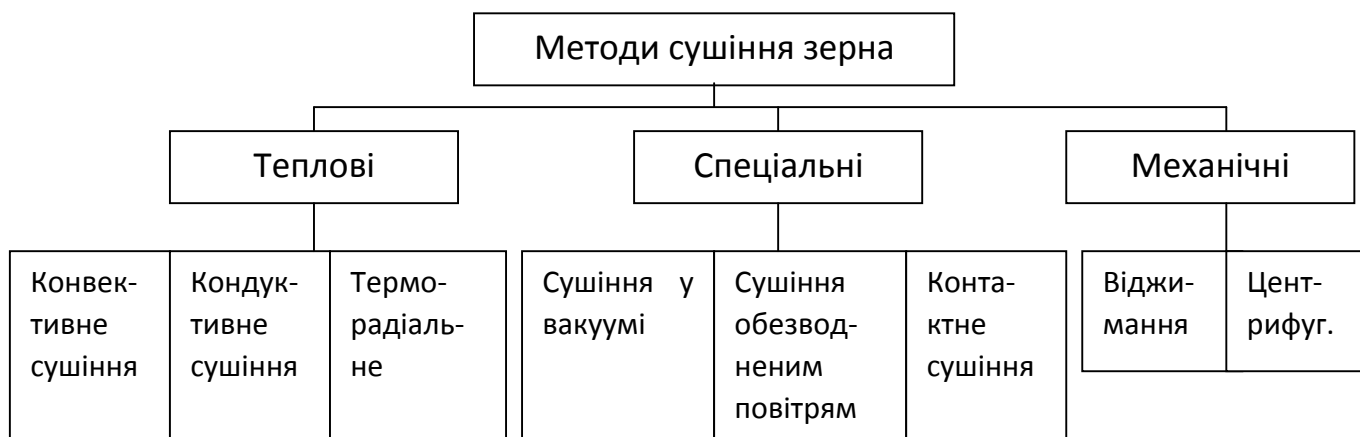 Методи сушіння зерна
Теплові
Спеціальні
Механічні
Конвек-
тивне
сушіння
Кондук-
тивне
сушіння
Термо-
радіаль-
не
Сушіння у
вакуумі
Сушіння
обезвод-
неним
повітрям
Конта-
ктне
сушіння
Віджи-
мання
Цент-
рифуг.